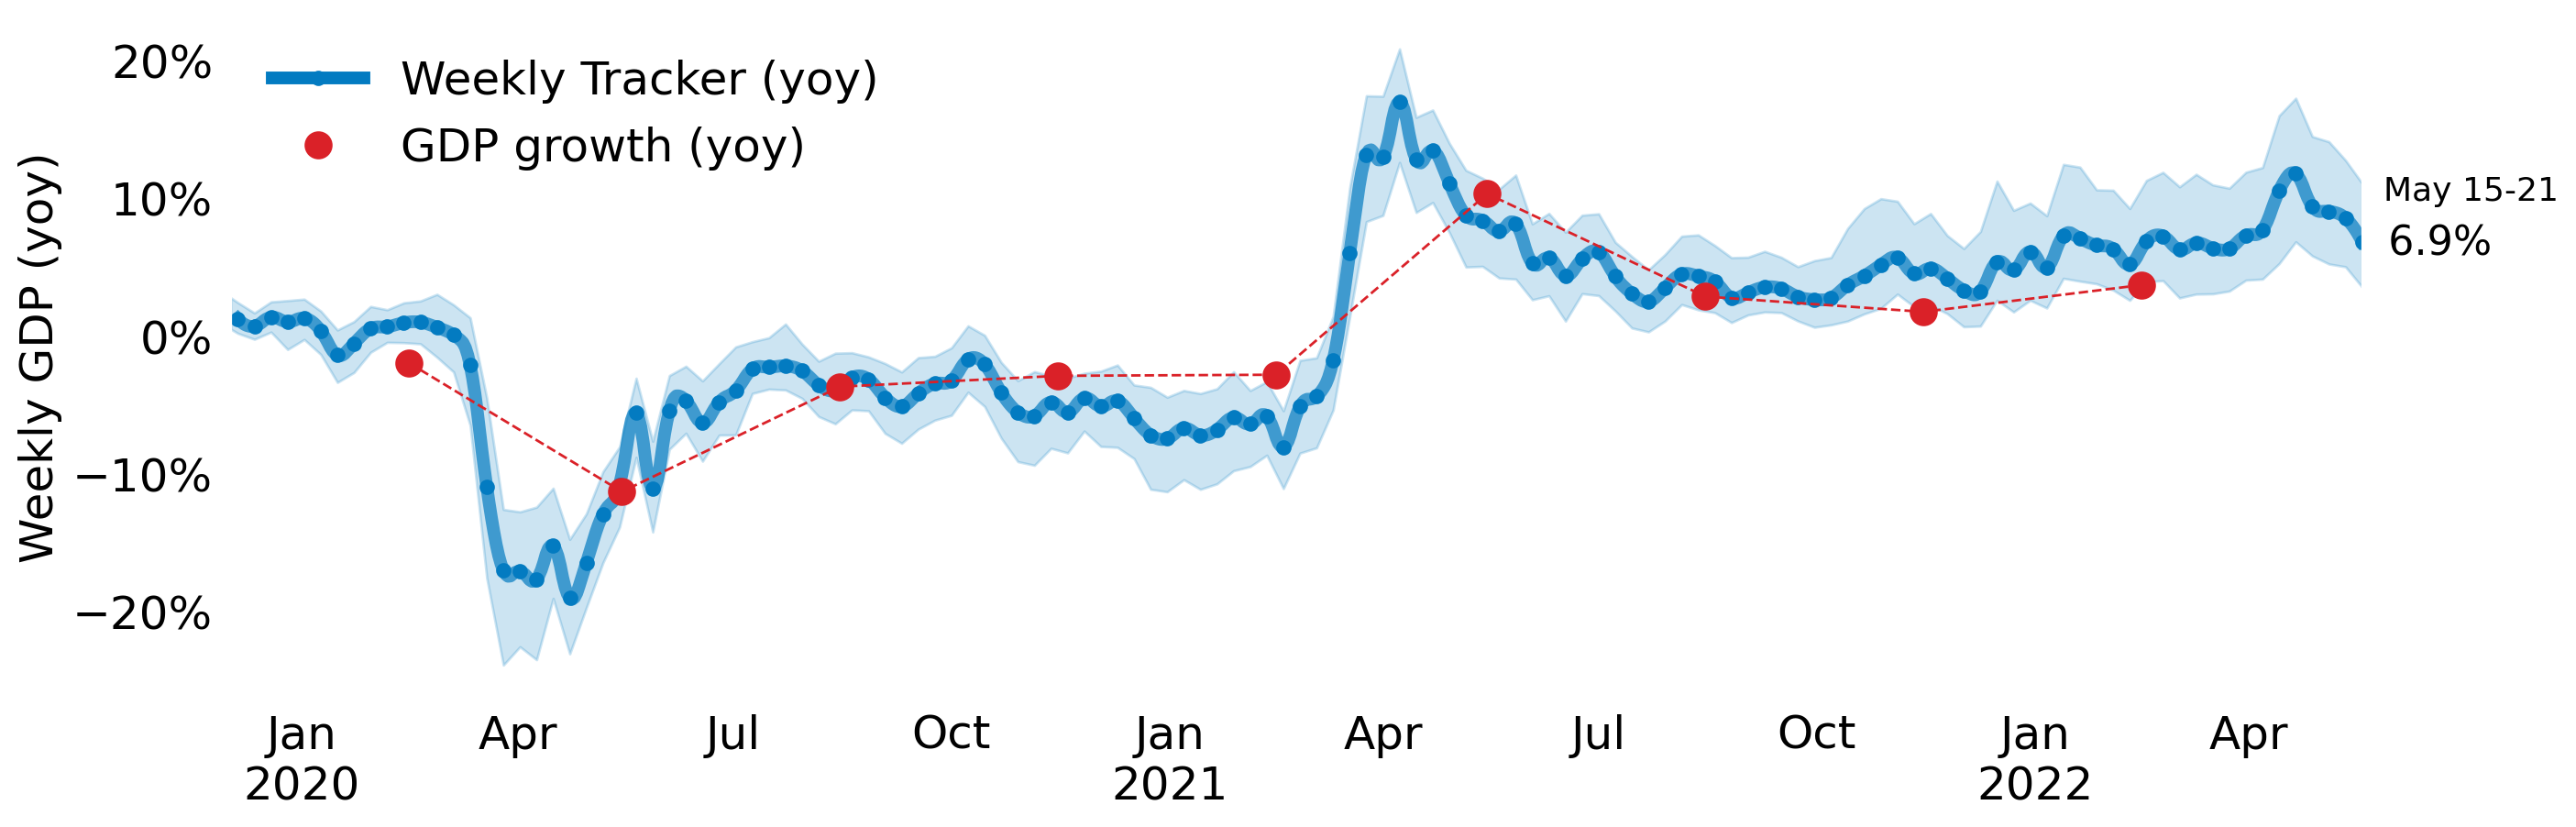 Weekly GDP (yoy)
20%
10%
0%
−10%
−20%
Weekly Tracker (yoy)
GDP growth (yoy)
May 15-21
6.9%
Jan Apr Jul Oct Jan Apr Jul Oct Jan Apr
2020 2021 2022